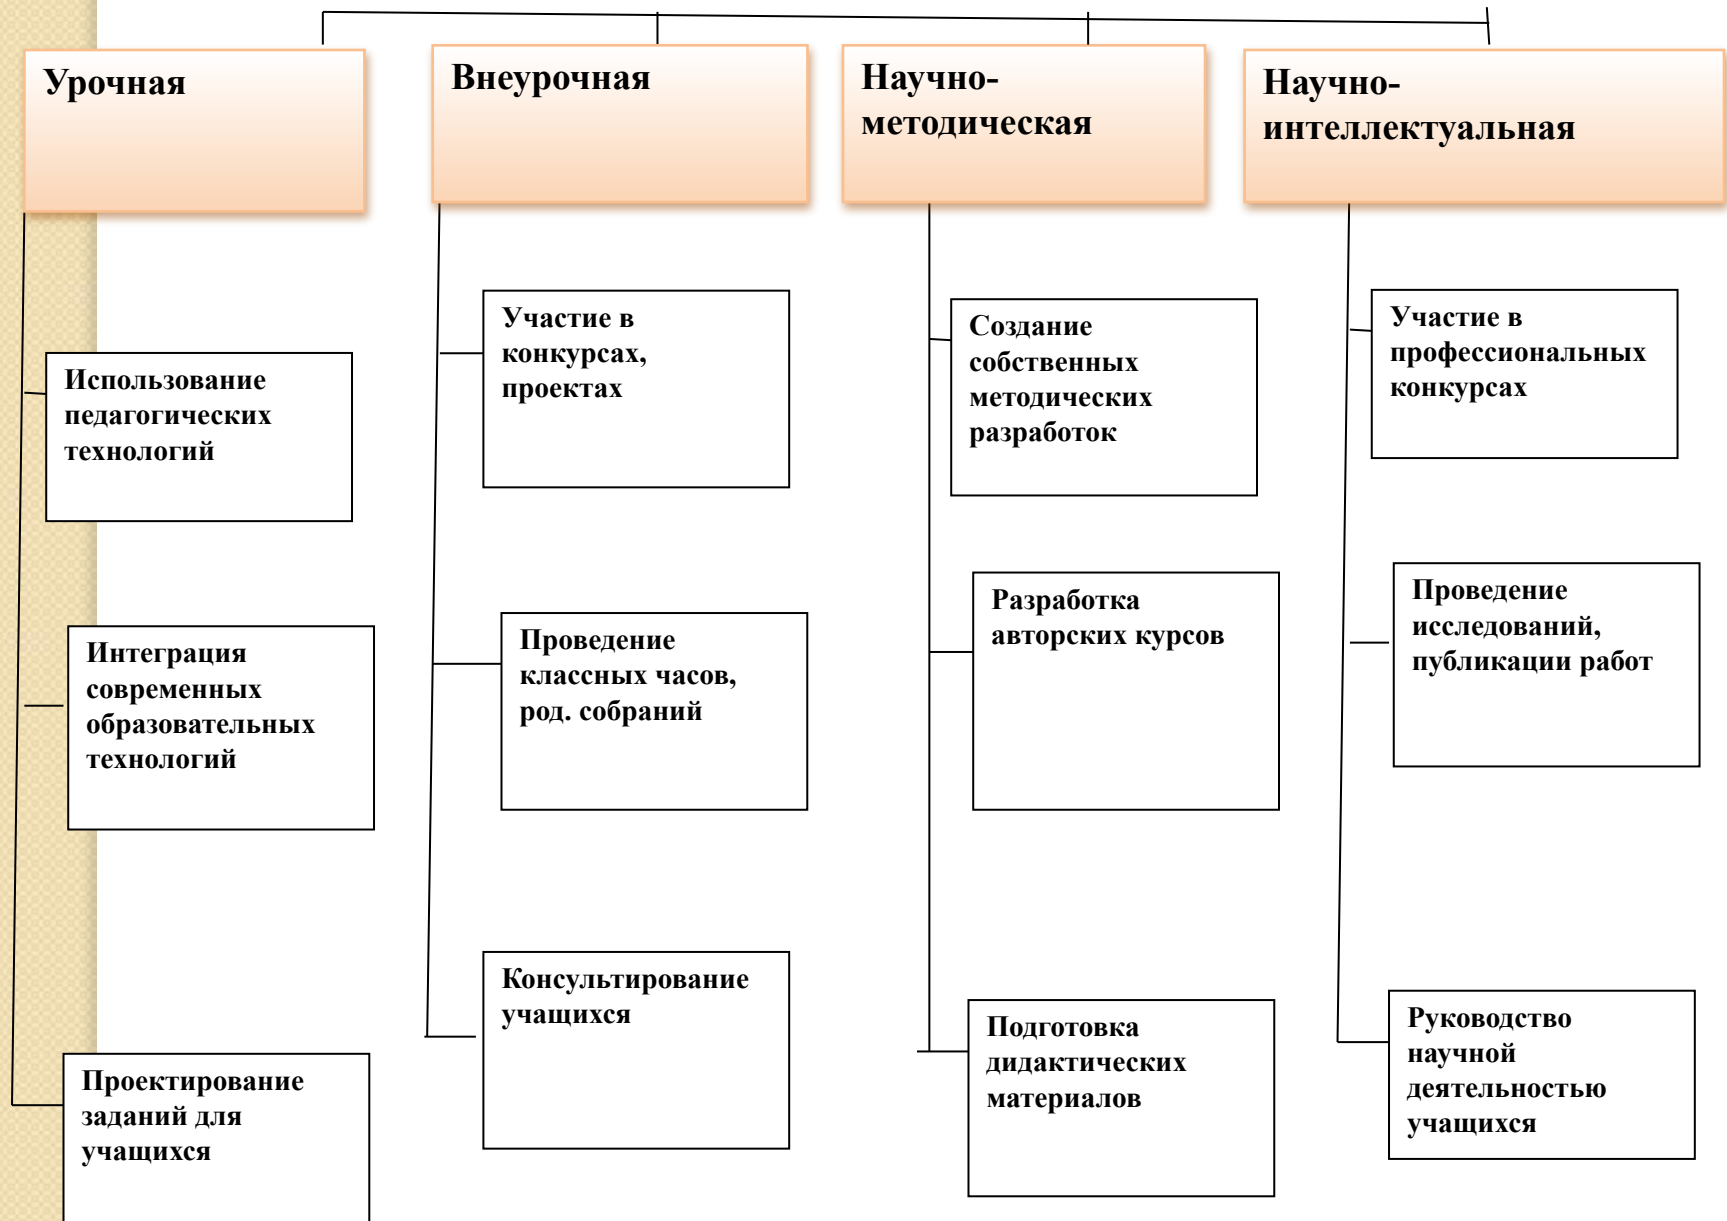 Урочная
Внеурочная
Научно-
методическая
Научно-
интеллектуальная
Использование
педагогических
технологий
Интеграция
современных
образовательных
технологий
Проектирование
заданий для
учащихся
Участие в
конкурсах,
проектах
Проведение
классных часов,
род. собраний
Консультирование
учащихся
Создание
собственных
методических
разработок
Разработка
авторских курсов
Подготовка
дидактических
материалов
Участие в
профессиональных
конкурсах
Проведение
исследований,
публикации работ
Руководство
научной
деятельностью
учащихся